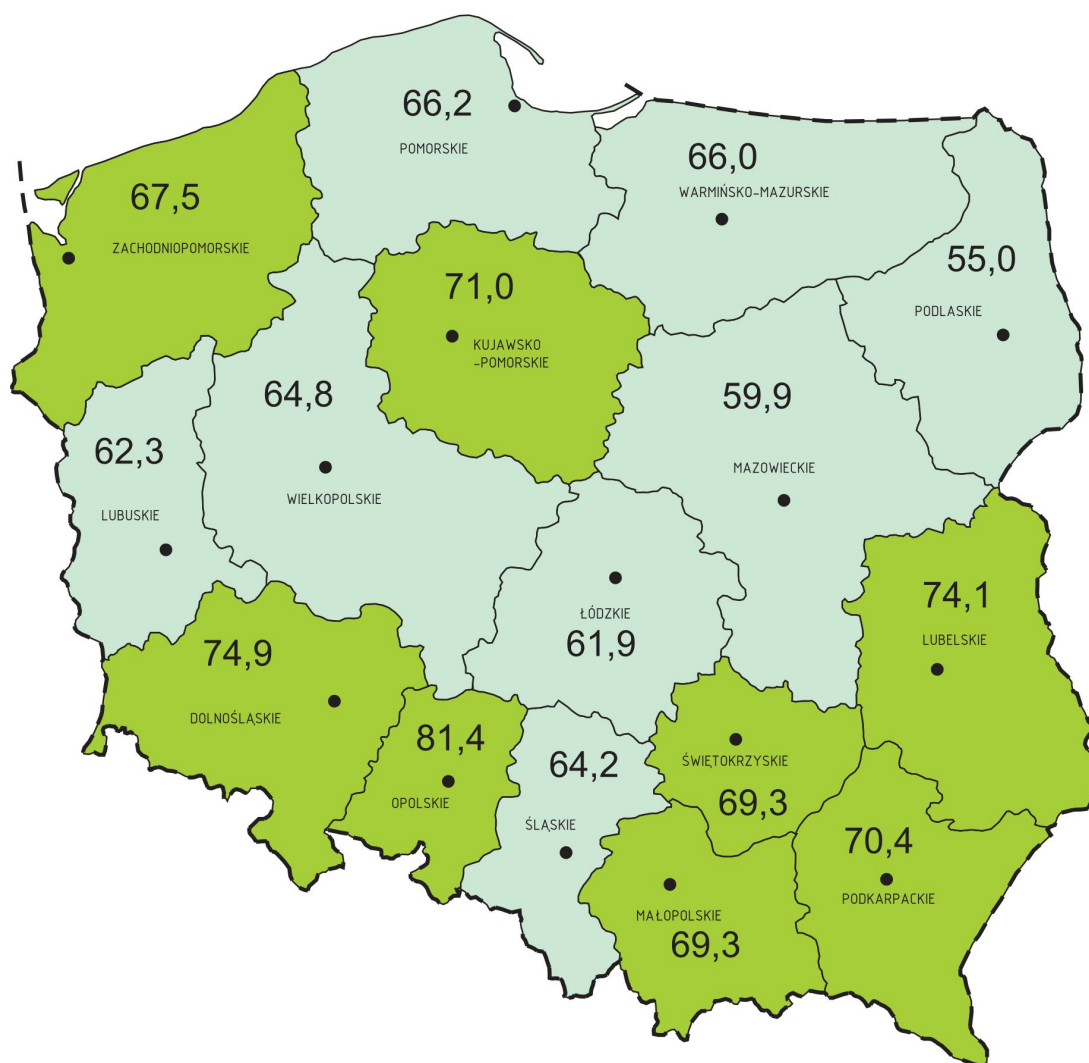 66,2
POMORSKIE
66,0
WARMIŃSKO-MAZURSKIE
67,5
ZACHODNIOPOMORSKIE
55,0
PODLASKIE
71,0
KUJAWSKO
-POMORSKIE
64,8
WIELKOPOLSKIE
59,9
MAZOWIECKIE
62,3
LUBUSKIE
ŁÓDZKIE
61,9
74,1
LUBELSKIE
74,9
DOLNOŚLĄSKIE
81,4
OPOLSKIE
64,2
ŚLĄSKIE
ŚWIĘTOKRZYSKIE
69,3
70,4
PODKARPACKIE
MAŁOPOLSKIE
69,3